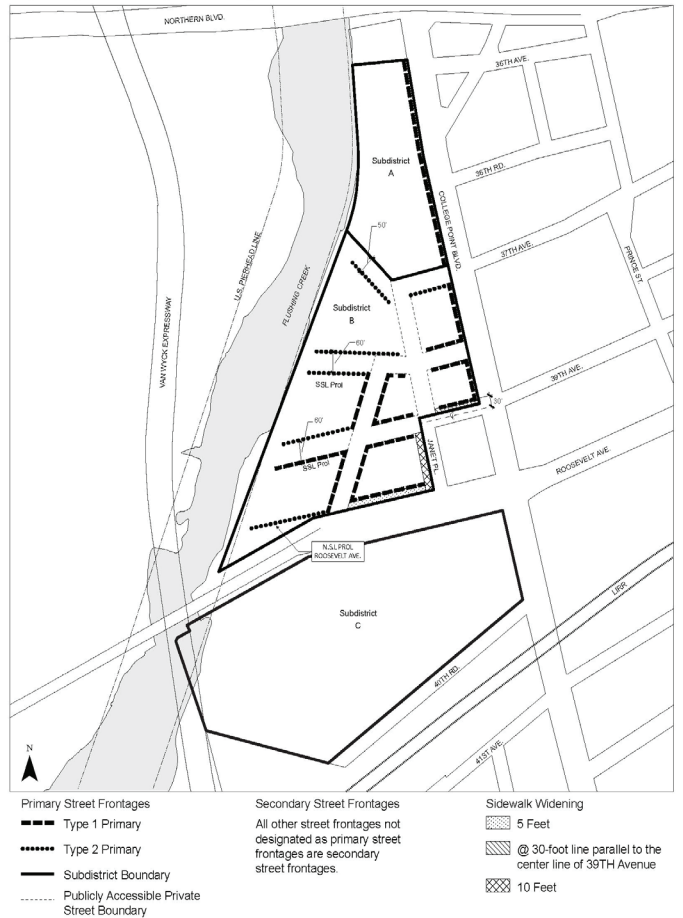 NORTHERN BLVD.
36TH AVE.
Subdistrict
A
36TH RD.
COLLEGE POINT BLVD.
50'
37TH AVE.
U.S. PIERHEAD LINE
FLUSHING CREEK
PRINCE ST.
VAN WYCK EXPRESSWAY
Subdistrict
B
60'
SSL Prol
39TH AVE.
30'
60'
JANET PL.
SSL Prol
ROOSEVELT AVE.
N.S.L PROL
ROOSEVELT AVE.
LIRR
Subdistrict
C
40TH RD.
41ST AVE.
N
Primary Street Frontages
Type 1 Primary
Type 2 Primary
Subdistrict Boundary
Publicly Accessible Private
Street Boundary
Secondary Street Frontages
All other street frontages not
designated as primary street
frontages are secondary
street frontages.
Sidewalk Widening
5 Feet
@ 30-foot line parallel to the
center line of 39TH Avenue
10 Feet